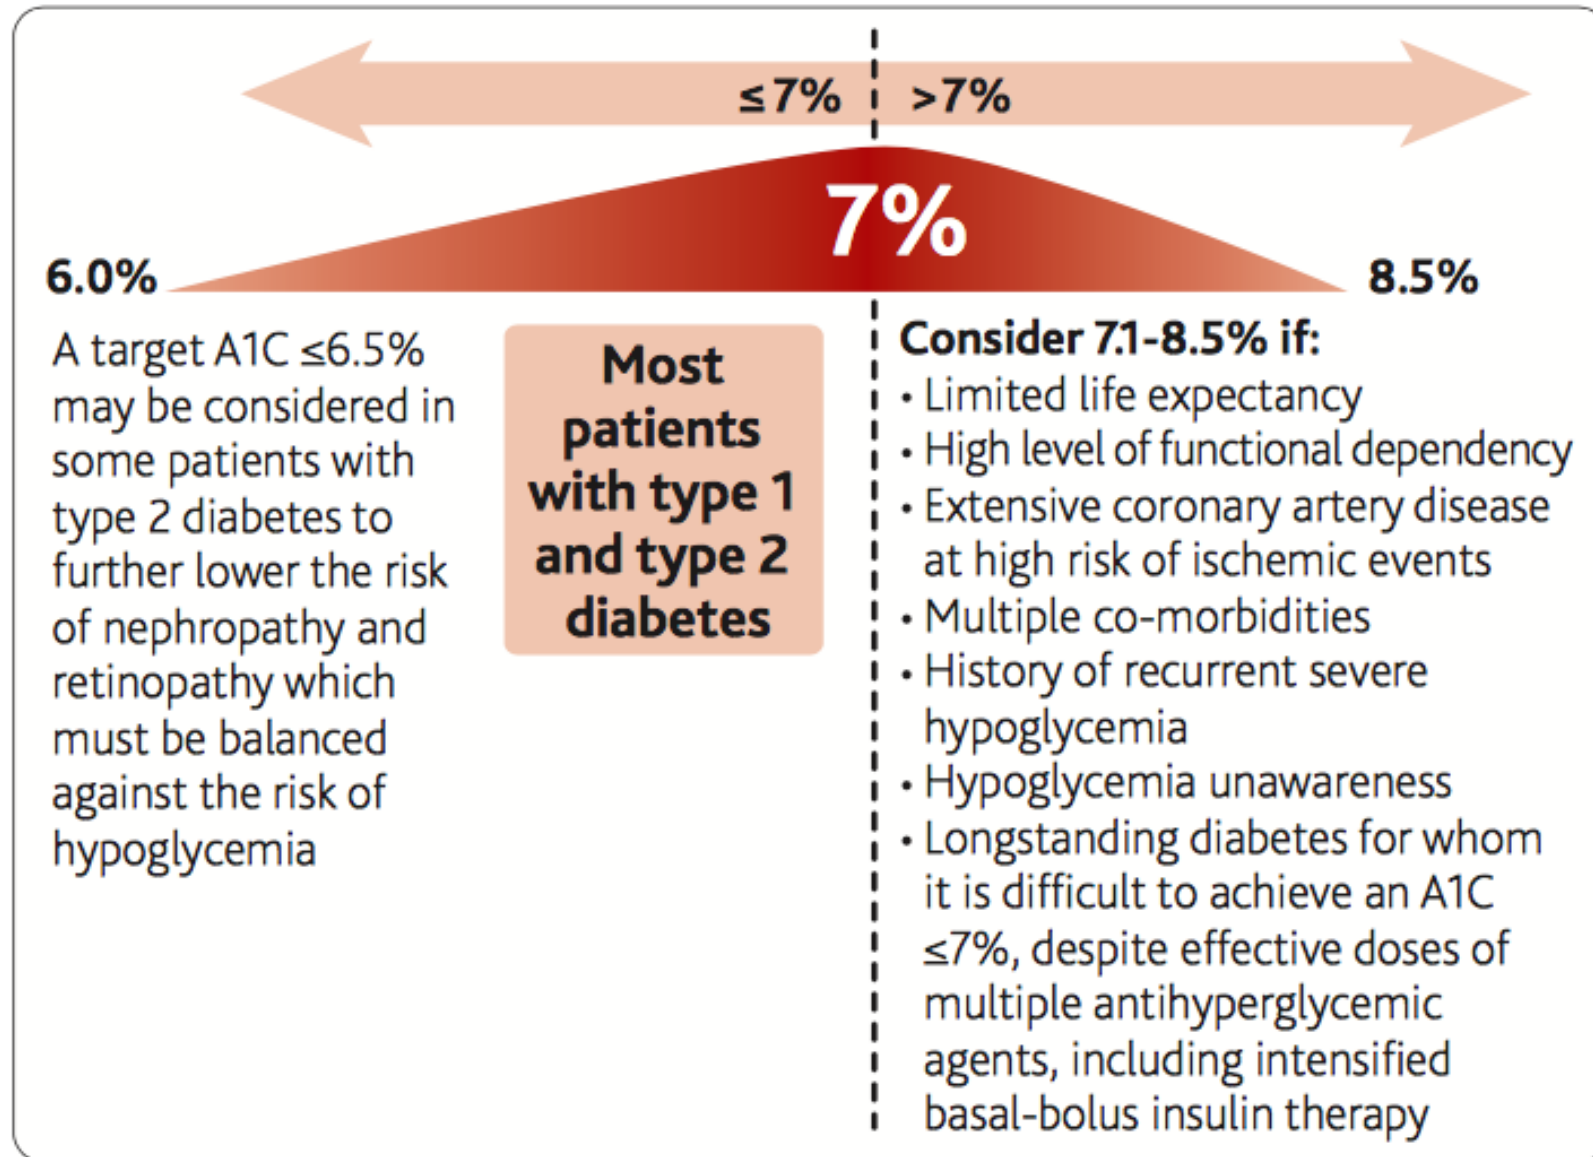 ≤ 7% >7%
7%
6.0%
8.5%
A target A1C ≤6.5%
may be considered in
some patients with
type 2 diabetes to
further lower the risk
of nephropathy and
retinopathy which
must be balanced
against the risk of
hypoglycemia
Most
patients
with type 1
and type 2
diabetes
Consider 7.1-8.5% if:
• Limited life expectancy
• High level of functional dependency
• Extensive coronary artery disease
at high risk of ischemic events
• Multiple co-morbidities
• History of recurrent severe
hypoglycemia
• Hypoglycemia unawareness
• Longstanding diabetes for whom
it is difficult to achieve an A1C
≤7%, despite effective doses of
multiple antihyperglycemic
agents, including intensified
basal-bolus insulin therapy